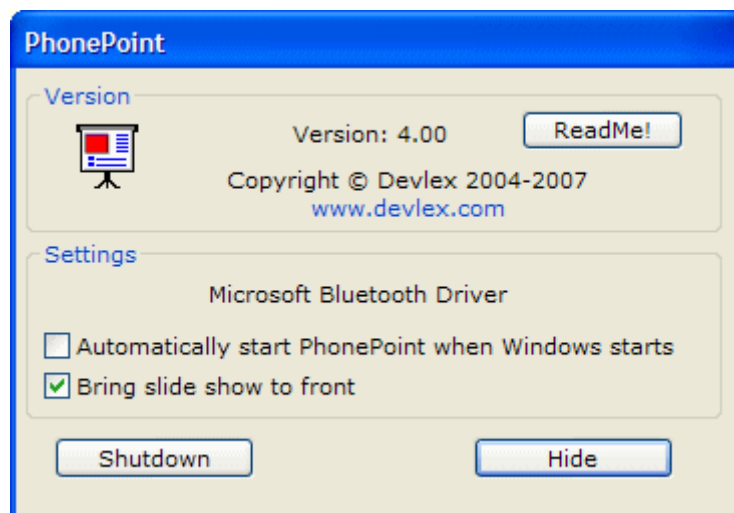 PhonePoint
Version
Version: 4.00
ReadMe!
Copyright © Devlex 2004-2007
www.devlex.com
Settings
Microsoft Bluetooth Driver
Automatically start PhonePoint when Windows starts
Bring slide show to front
Shutdown
Hide